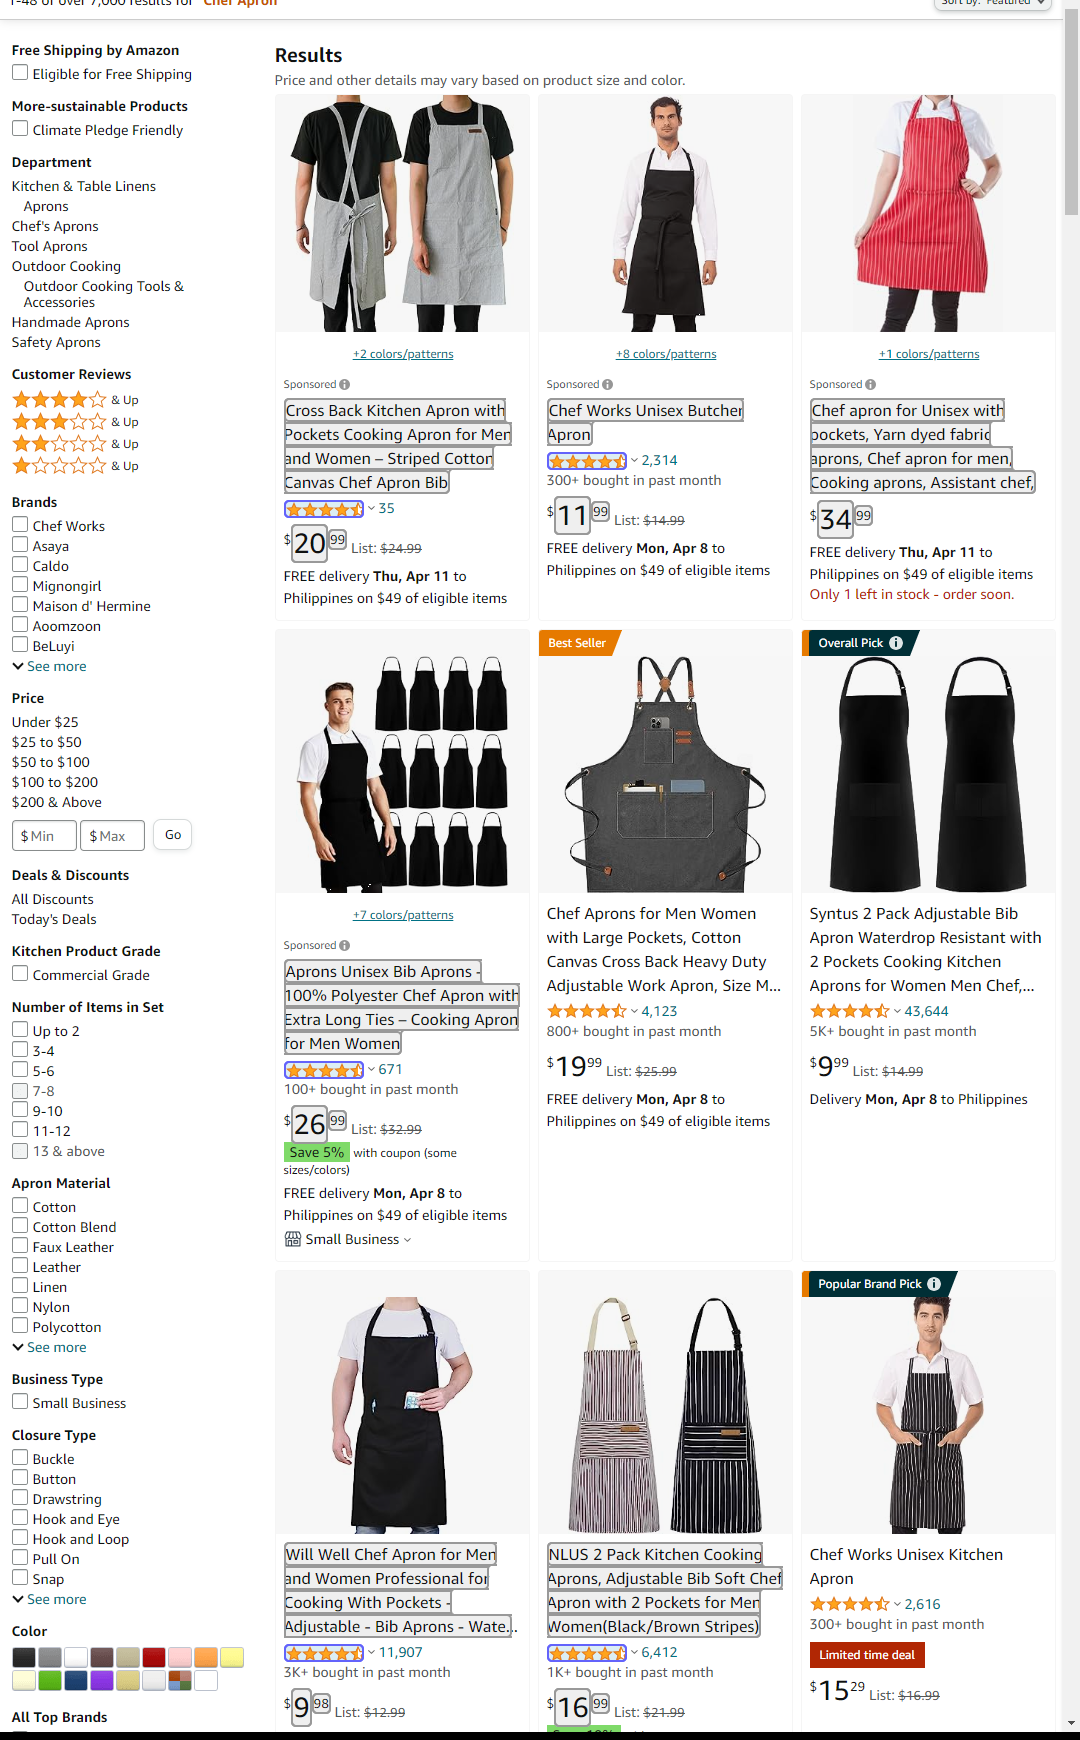 1-48 of over 7,000 results for "Chef Apron"
Sort by: Featured
Free Shipping by Amazon
Eligible for Free Shipping
More-sustainable Products
Climate Pledge Friendly
Department
Kitchen & Table Linens
Aprons
Chef's Aprons
Tool Aprons
Outdoor Cooking
Outdoor Cooking Tools &
Accessories
Handmade Aprons
Safety Aprons
Customer Reviews
& Up
& Up
& Up
& Up
Brands
Chef Works
Asaya
Caldo
Mignongirl
Maison d' Hermine
Aoomzoon
BeLuyi
See more
Price
Under $25
$25 to $50
$50 to $100
$100 to $200
$200 & Above
$ Min
$ Max
Go
Deals & Discounts
All Discounts
Today's Deals
Kitchen Product Grade
Commercial Grade
Number of Items in Set
Up to 2
3-4
5-6
7-8
9-10
11-12
13 & above
Apron Material
Cotton
Cotton Blend
Faux Leather
Leather
Linen
Nylon
Polycotton
See more
Business Type
Small Business
Closure Type
Buckle
Button
Drawstring
Hook and Eye
Hook and Loop
Pull On
Snap
See more
Color
All Top Brands
Results
Price and other details may vary based on product size and color.
+2 colors/patterns
Sponsored
Cross Back Kitchen Apron with
Pockets Cooking Apron for Men
and Women – Striped Cotton
Canvas Chef Apron Bib
35
$20.99 List: $24.99
FREE delivery Thu, Apr 11 to
Philippines on $49 of eligible items
+8 colors/patterns
Sponsored
Chef Works Unisex Butcher
Apron
2,314
300+ bought in past month
$11.99 List: $14.99
FREE delivery Mon, Apr 8 to
Philippines on $49 of eligible items
+1 colors/patterns
Sponsored
Chef apron for Unisex with
pockets, Yarn dyed fabric
aprons, Chef apron for men,
Cooking aprons, Assistant chef,
$34.99
FREE delivery Thu, Apr 11 to
Philippines on $49 of eligible items
Only 1 left in stock - order soon.
+7 colors/patterns
Sponsored
Aprons Unisex Bib Aprons -
100% Polyester Chef Apron with
Extra Long Ties – Cooking Apron
for Men Women
671
100+ bought in past month
$26.99 List: $32.99
Save 5% with coupon (some
sizes/colors)
FREE delivery Mon, Apr 8 to
Philippines on $49 of eligible items
Small Business
Best Seller
Chef Aprons for Men Women
with Large Pockets, Cotton
Canvas Cross Back Heavy Duty
Adjustable Work Apron, Size M...
4,123
800+ bought in past month
$19.99 List: $25.99
FREE delivery Mon, Apr 8 to
Philippines on $49 of eligible items
Overall Pick
Syntus 2 Pack Adjustable Bib
Apron Waterdrop Resistant with
2 Pockets Cooking Kitchen
Aprons for Women Men Chef,...
43,644
5K+ bought in past month
$9.99 List: $14.99
Delivery Mon, Apr 8 to Philippines
Will Well Chef Apron for Men
and Women Professional for
Cooking With Pockets -
Adjustable - Bib Aprons - Wate...
11,907
3K+ bought in past month
$9.98 List: $12.99
NLUS 2 Pack Kitchen Cooking
Aprons, Adjustable Bib Soft Chef
Apron with 2 Pockets for Men
Women(Black/Brown Stripes)
6,412
1K+ bought in past month
$16.99 List: $21.99
Popular Brand Pick
Chef Works Unisex Kitchen
Apron
2,616
300+ bought in past month
Limited time deal
$15.29 List: $16.99